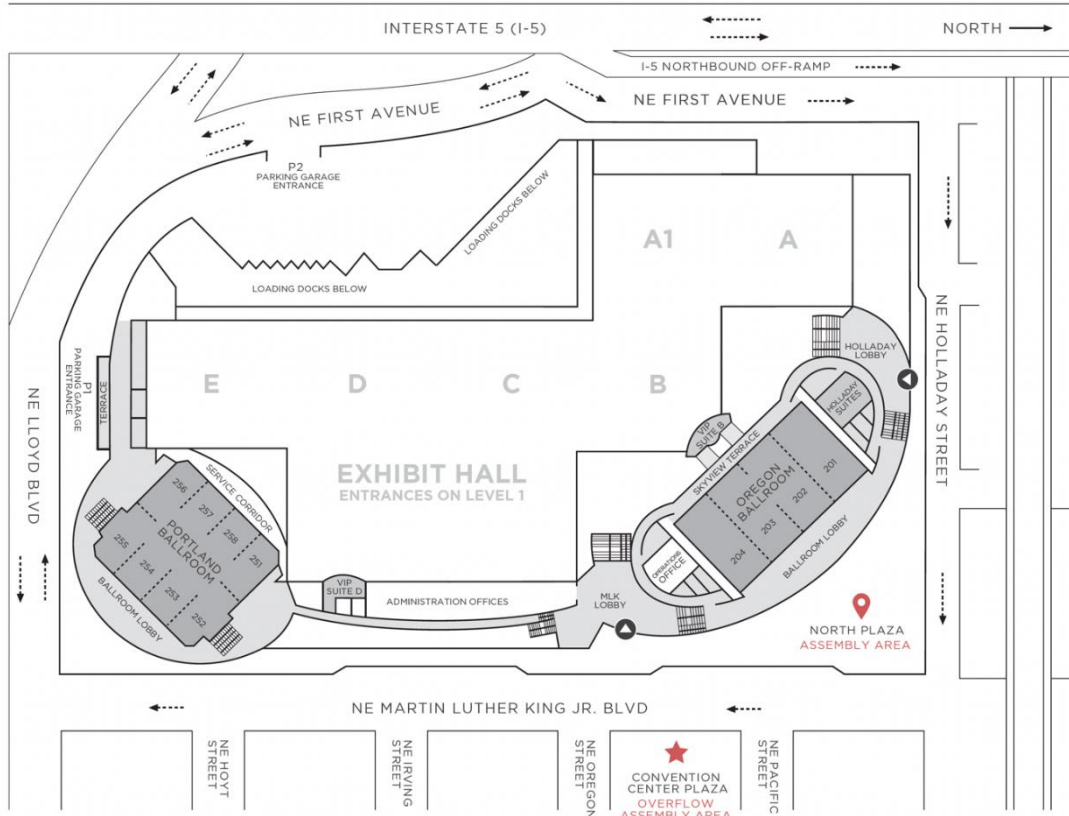 INTERSTATE 5 (I-5)
NORTH
I-5 NORTHBOUND OFF-RAMP
NE FIRST AVENUE
NE FIRST AVENUE
P2
PARKING GARAGE
ENTRANCE
LOADING DOCKS BELOW
LOADING DOCKS BELOW
A1
A
NE HOLLADAY STREET
HOLLADAY
LOBBY
HOLLADAY
SUITES
P1
PARKING GARAGE
ENTRANCE
TERRACE
NE LLOYD BLVD
E
D
C
B
VIP
SUITE B
SKYVIEW TERRACE
OREGON
BALLROOM
201
202
203
204
BALLROOM LOBBY
EXHIBIT HALL
ENTRANCES ON LEVEL 1
SERVICE CORRIDOR
PORTLAND
BALLROOM
256
257
258
251
255
254
253
252
BALLROOM LOBBY
VIP
SUITE D
ADMINISTRATION OFFICES
OPERATIONS
OFFICE
MLK
LOBBY
NORTH PLAZA
ASSEMBLY AREA
NE MARTIN LUTHER KING JR. BLVD
NE HOYT
STREET
NE IRVING
STREET
NE OREGON
STREET
CONVENTION
CENTER PLAZA
OVERFLOW
ASSEMBLY AREA
NE PACIFIC
STREET